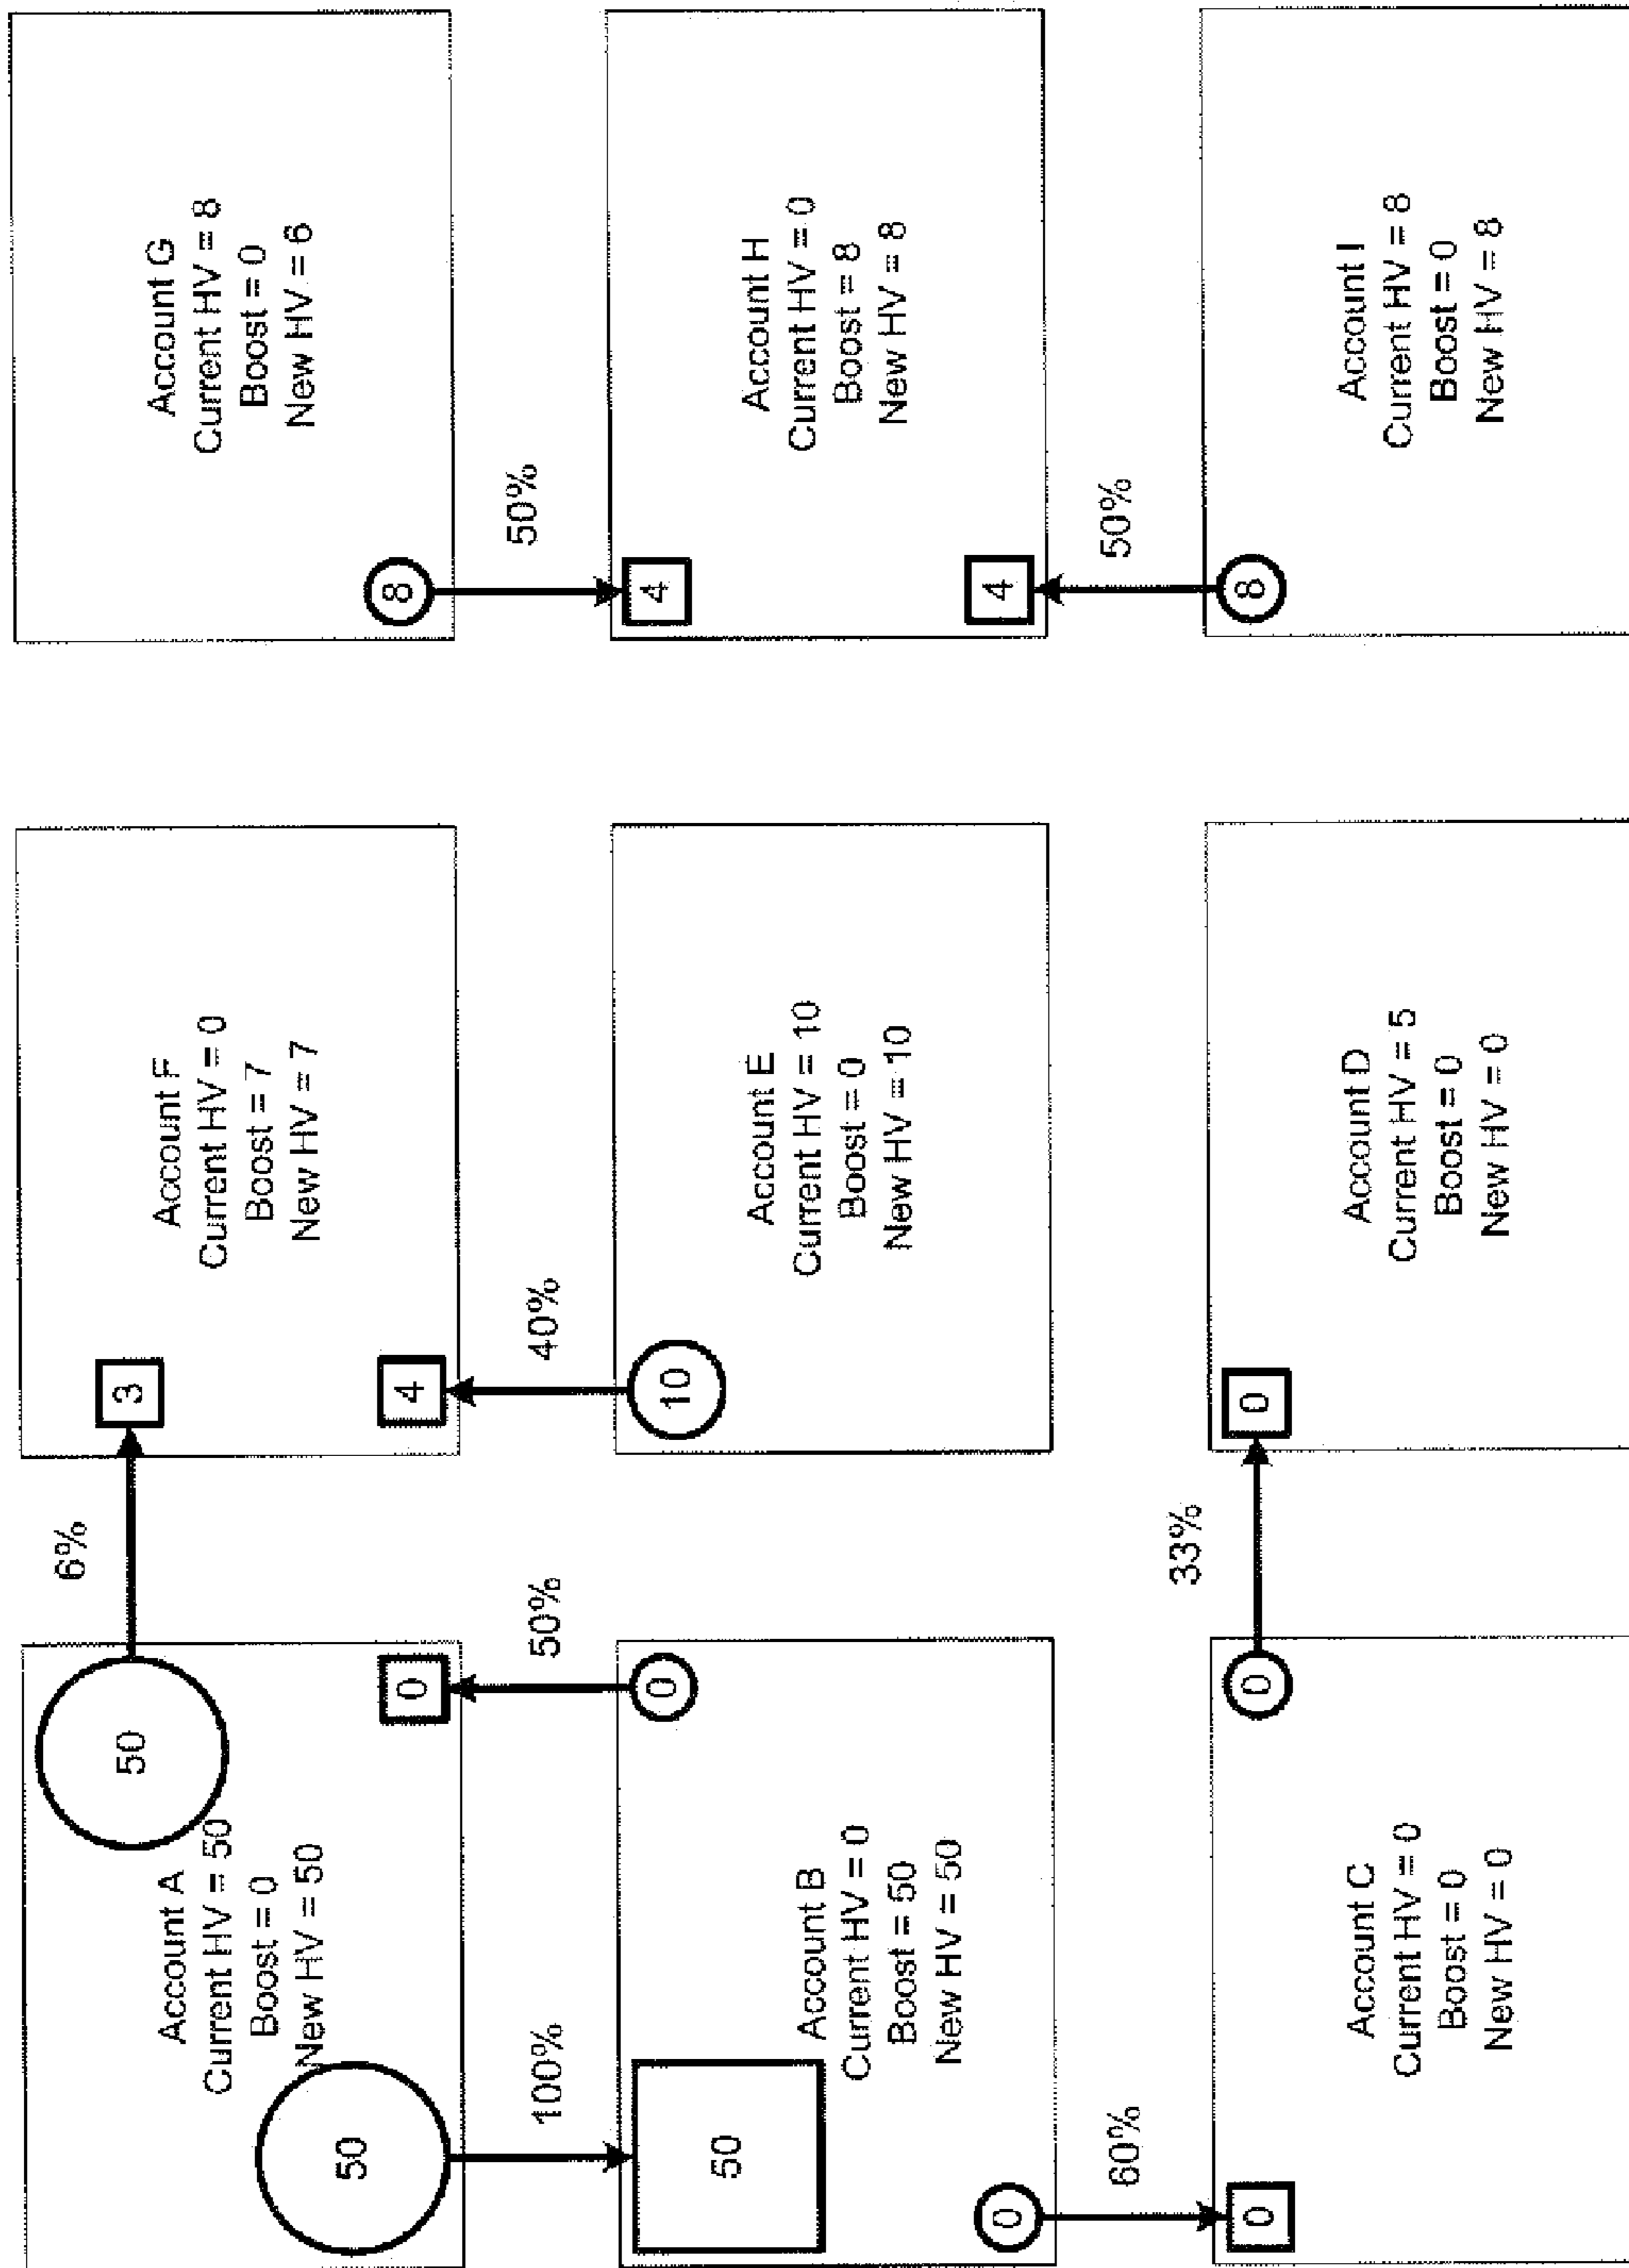 50
6%
3
Account A
Current HV = 50
Boost = 0
New HV = 50
50
0
Account F
Current HV = 0
Boost = 7
New HV = 7
4
Account G
Current HV = 8
Boost = 0
New HV = 6
8
100%
50%
40%
50%
50
Account B
Current HV = 0
Boost = 50
New HV = 50
0
0
10
Account E
Current HV = 10
Boost = 0
New HV = 10
4
Account H
Current HV = 0
Boost = 8
New HV = 8
4
60%
33%
50%
0
Account C
Current HV = 0
Boost = 0
New HV = 0
0
0
Account D
Current HV = 5
Boost = 0
New HV = 0
8
Account I
Current HV = 8
Boost = 0
New HV = 8